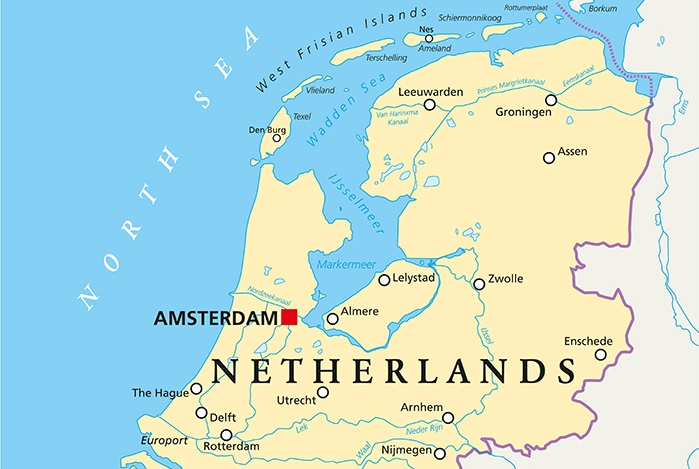 Rottumerplaat
Borkum
Schiermonnikoog
West Frisian Islands
Nes
Ameland
Terschelling
Vlieland
Wadden Sea
Texel
Den Burg
NORTH SEA
Leeuwarden
Prinses Margrietkanaal
Eemskanaal
Ems
Van Harinxma
Kanaal
Groningen
Assen
IJsselmeer
Markermeer
Lelystad
Zwolle
Nordzeekanaal
AMSTERDAM
Almere
IJssel
Enschede
NETHERLANDS
The Hague
Utrecht
Delft
Arnhem
Europort
Rotterdam
Lek
Neder Rijn
Waal
Nijmegen